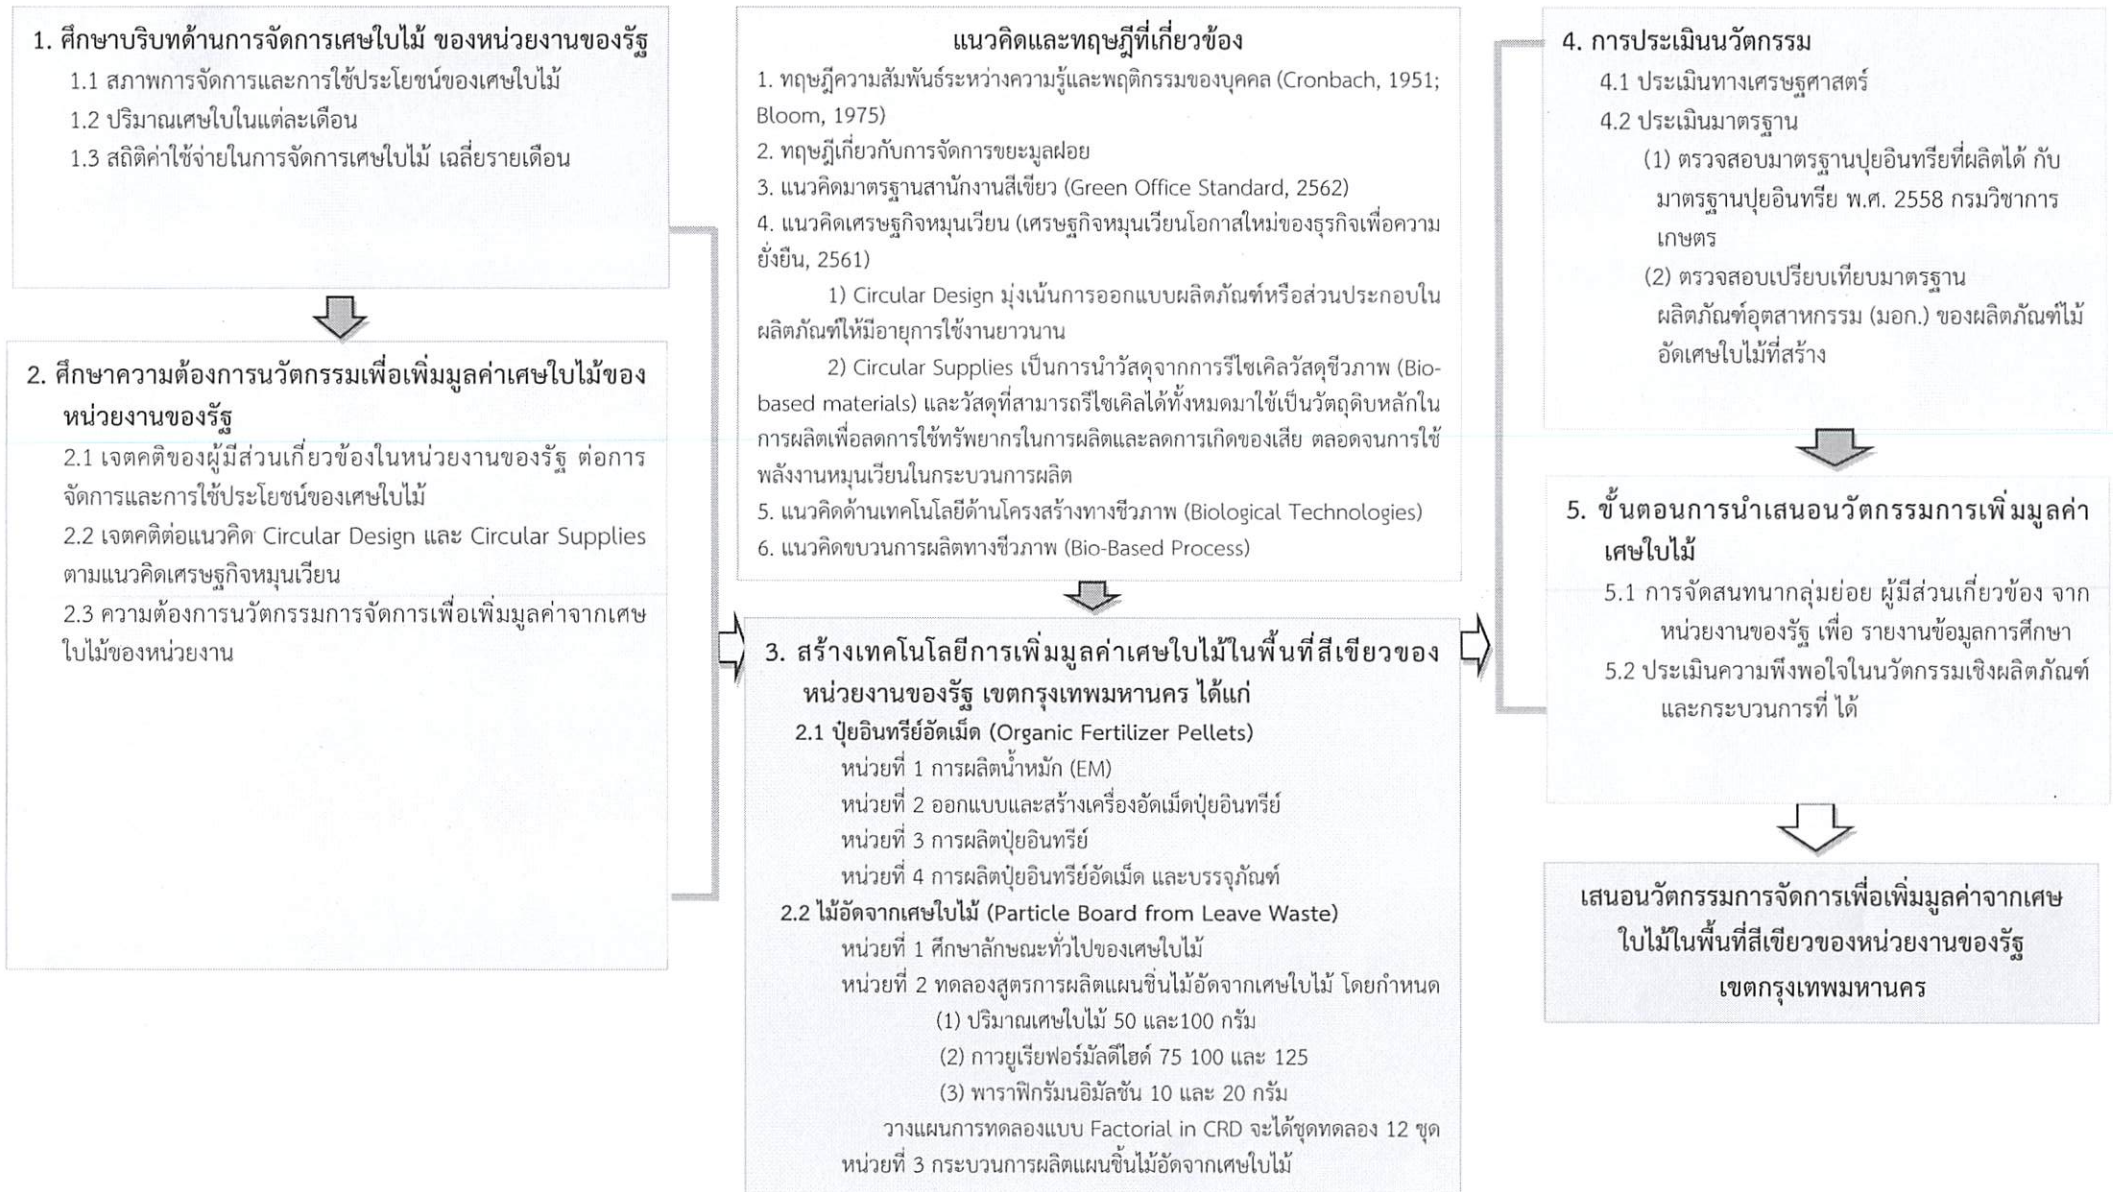 1. ศึกษาบริบทด้านการจัดการเศษใบไม้ ของหน่วยงานของรัฐ
1.1 สภาพการจัดการและการใช้ประโยชน์ของเศษใบไม้
1.2 ปริมาณเศษใบในแต่ละเดือน
1.3 สถิติค่าใช้จ่ายในการจัดการเศษใบไม้ เฉลี่ยรายเดือน
2. ศึกษาความต้องการนวัตกรรมเพื่อเพิ่มมูลค่าเศษใบไม้ของ
หน่วยงานของรัฐ
2.1 เจตคติของผู้มีส่วนเกี่ยวข้องในหน่วยงานของรัฐ ต่อการ
จัดการและการใช้ประโยชน์ของเศษใบไม้
2.2 เจตคติต่อแนวคิด Circular Design และ Circular Supplies
ตามแนวคิดเศรษฐกิจหมุนเวียน
2.3 ความต้องการนวัตกรรมการจัดการเพื่อเพิ่มมูลค่าจากเศษ
ใบไม้ของหน่วยงาน
แนวคิดและทฤษฎีที่เกี่ยวข้อง
1. ทฤษฎีความสัมพันธ์ระหว่างความรู้และพฤติกรรมของบุคคล (Cronbach, 1951;
Bloom, 1975)
2. ทฤษฎีเกี่ยวกับการจัดการขยะมูลฝอย
3. แนวคิดมาตรฐานสานักงานสีเขียว (Green Office Standard, 2562)
4. แนวคิดเศรษฐกิจหมุนเวียน (เศรษฐกิจหมุนเวียนโอกาสใหม่ของธุรกิจเพื่อความ
ยั่งยืน, 2561)
1) Circular Design มุ่งเน้นการออกแบบผลิตภัณฑ์หรือส่วนประกอบใน
ผลิตภัณฑ์ให้มีอายุการใช้งานยาวนาน
2) Circular Supplies เป็นการนำวัสดุจากการรีไซเคิลวัสดุชีวภาพ (Bio-
based materials) และวัสดุที่สามารถรีไซเคิลได้ทั้งหมดมาใช้เป็นวัตถุดิบหลักใน
การผลิตเพื่อลดการใช้ทรัพยากรในการผลิตและลดการเกิดของเสีย ตลอดจนการใช้
พลังงานหมุนเวียนในกระบวนการผลิต
5. แนวคิดด้านเทคโนโลยีด้านโครงสร้างทางชีวภาพ (Biological Technologies)
6. แนวคิดขบวนการผลิตทางชีวภาพ (Bio-Based Process)
3. สร้างเทคโนโลยีการเพิ่มมูลค่าเศษใบไม้ในพื้นที่สีเขียวของ
หน่วยงานของรัฐ เขตกรุงเทพมหานคร ได้แก่
2.1 ปุ๋ยอินทรีย์อัดเม็ด (Organic Fertilizer Pellets)
หน่วยที่ 1 การผลิตน้ำหมัก (EM)
หน่วยที่ 2 ออกแบบและสร้างเครื่องอัดเม็ดปุ๋ยอินทรีย์
หน่วยที่ 3 การผลิตปุ๋ยอินทรีย์
หน่วยที่ 4 การผลิตปุ๋ยอินทรีย์อัดเม็ด และบรรจุภัณฑ์
2.2 ไม้อัดจากเศษใบไม้ (Particle Board from Leave Waste)
หน่วยที่ 1 ศึกษาลักษณะทั่วไปของเศษใบไม้
หน่วยที่ 2 ทดลองสูตรการผลิตแผนชิ่นไม้อัดจากเศษใบไม้ โดยกำหนด
(1) ปริมาณเศษใบไม้ 50 และ100 กรัม
(2) กาวยูเรียฟอร์มัลดีไฮด์ 75 100 และ 125
(3) พาราฟิกรัมนอิมัลชัน 10 และ 20 กรัม
วางแผนการทดลองแบบ Factorial in CRD จะได้ชุดทดลอง 12 ชุด
หน่วยที่ 3 กระบวนการผลิตแผนชิ้นไม้อัดจากเศษใบไม้
4. การประเมินนวัตกรรม
4.1 ประเมินทางเศรษฐศาสตร์
4.2 ประเมินมาตรฐาน
(1) ตรวจสอบมาตรฐานปุยอินทรียที่ผลิตได้ กับ
มาตรฐานปุยอินทรีย พ.ศ. 2558 กรมวิชาการ
เกษตร
(2) ตรวจสอบเปรียบเทียบมาตรฐาน
ผลิตภัณฑ์อุตสาหกรรม (มอก.) ของผลิตภัณฑ์ไม้
อัดเศษใบไม้ที่สร้าง
5. ขั้นตอนการนำเสนอนวัตกรรมการเพิ่มมูลค่า
เศษใบไม้
5.1 การจัดสนทนากลุ่มย่อย ผู้มีส่วนเกี่ยวข้อง จาก
หน่วยงานของรัฐ เพื่อ รายงานข้อมูลการศึกษา
5.2 ประเมินความพึงพอใจในนวัตกรรมเชิงผลิตภัณฑ์
และกระบวนการที่ ได้
เสนอนวัตกรรมการจัดการเพื่อเพิ่มมูลค่าจากเศษ
ใบไม้ในพื้นที่สีเขียวของหน่วยงานของรัฐ
เขตกรุงเทพมหานคร